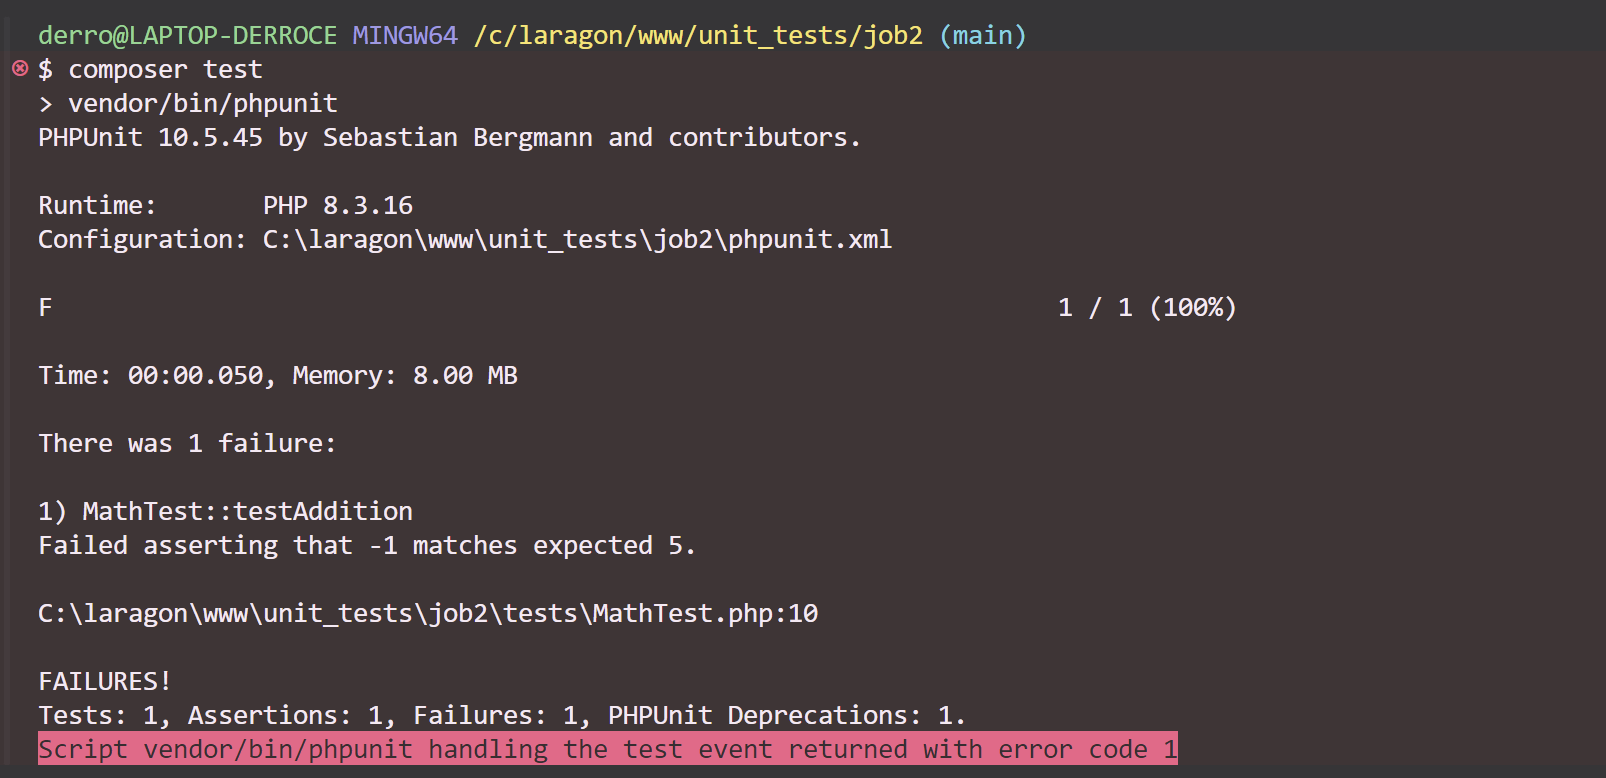 derro@LAPTOP-DERROCE MINGW64 /c/laragon/www/unit_tests/job2 (main)
$ composer test
> vendor/bin/phpunit
PHPUnit 10.5.45 by Sebastian Bergmann and contributors.
Runtime:       PHP 8.3.16
Configuration: C:\laragon\www\unit_tests\job2\phpunit.xml
F                                                                   1 / 1 (100%)
Time: 00:00.050, Memory: 8.00 MB
There was 1 failure:
1) MathTest::testAddition
Failed asserting that -1 matches expected 5.
C:\laragon\www\unit_tests\job2\tests\MathTest.php:10
FAILURES!
Tests: 1, Assertions: 1, Failures: 1, PHPUnit Deprecations: 1.
Script vendor/bin/phpunit handling the test event returned with error code 1